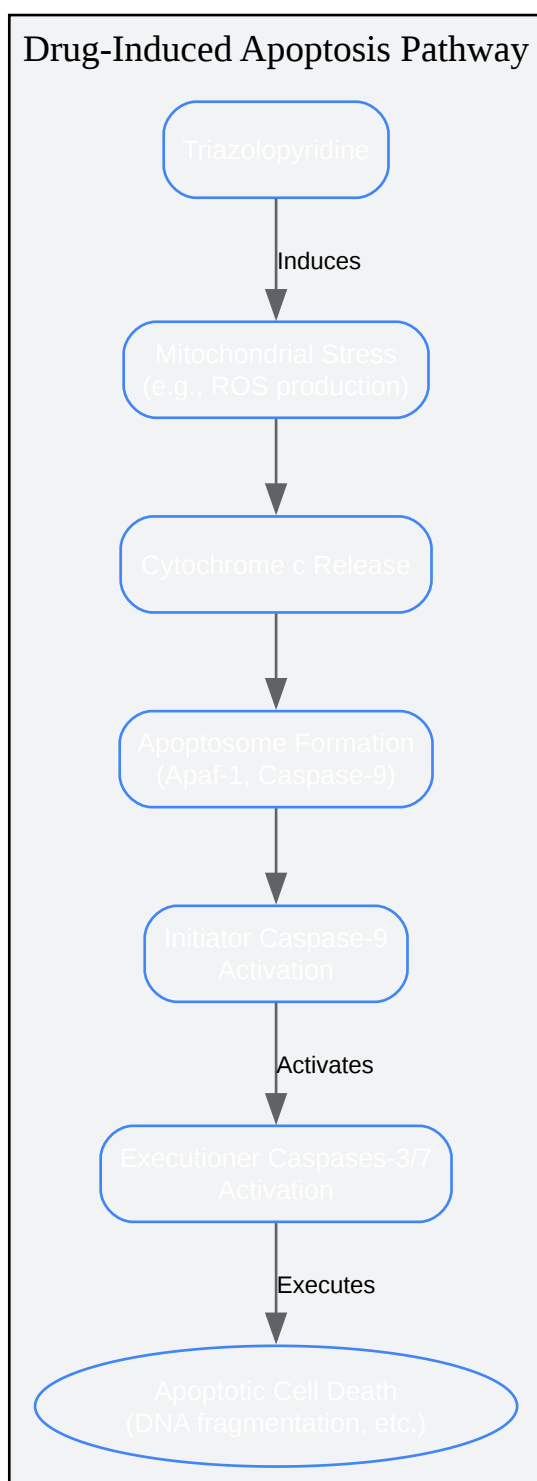 Drug-Induced Apoptosis Pathway
Triazolopyridine
Induces
Mitochondrial Stress
(e.g., ROS production)
Cytochrome c Release
Apoptosome Formation
(Apaf-1, Caspase-9)
Initiator Caspase-9
Activation
Activates
Executioner Caspases-3/7
Activation
Executes
Apoptotic Cell Death
(DNA fragmentation, etc.)